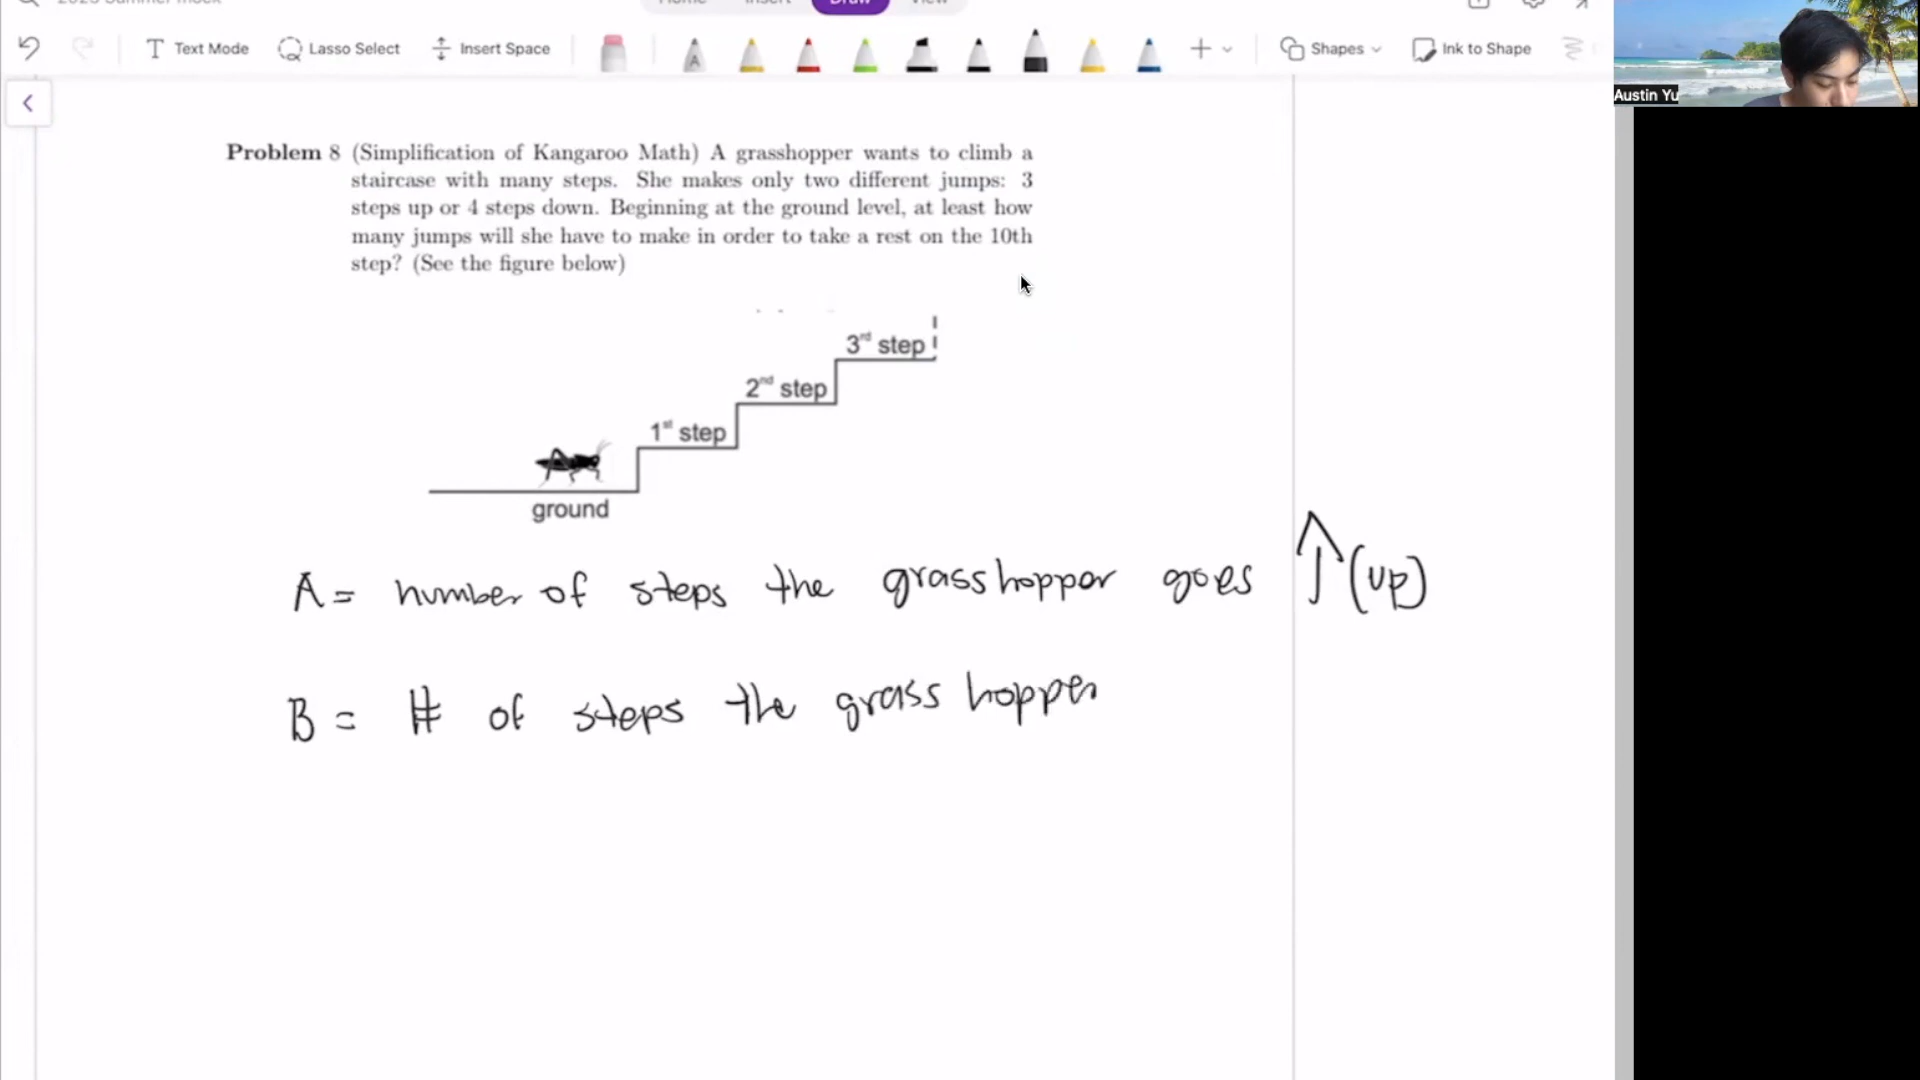 Text Mode
Lasso Select
Insert Space
A
Shapes
Ink to Shape
Austin Yu
Problem 8 (Simplification of Kangaroo Math) A grasshopper wants to climb a
staircase with many steps. She makes only two different jumps: 3
steps up or 4 steps down. Beginning at the ground level, at least how
many jumps will she have to make in order to take a rest on the 10th
step? (See the figure below)
3rd step
2nd step
1st step
ground
A = number of steps the grasshopper goes ↑ (up)
B = # of steps the grass hopper